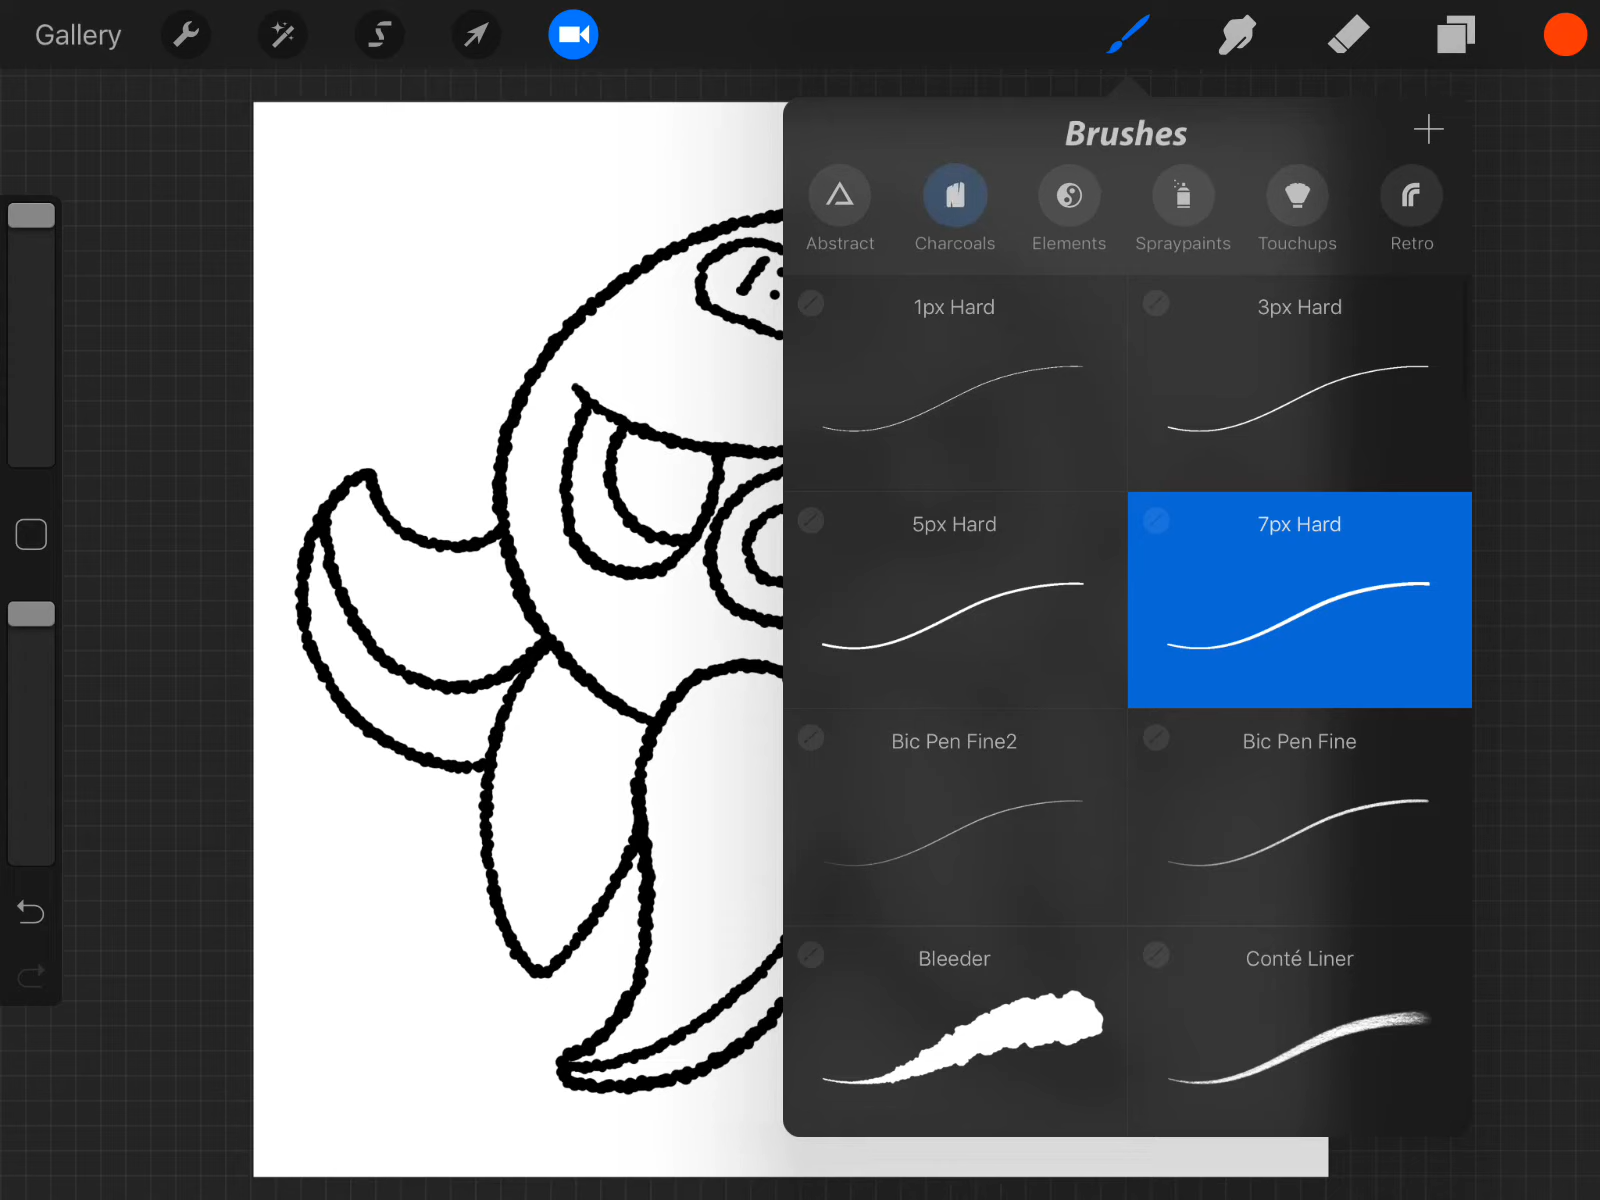 Gallery
Brushes
Abstract
Charcoals
Elements
Spraypaints
Touchups
Retro
1px Hard
3px Hard
5px Hard
7px Hard
Bic Pen Fine2
Bic Pen Fine
Bleeder
Conté Liner